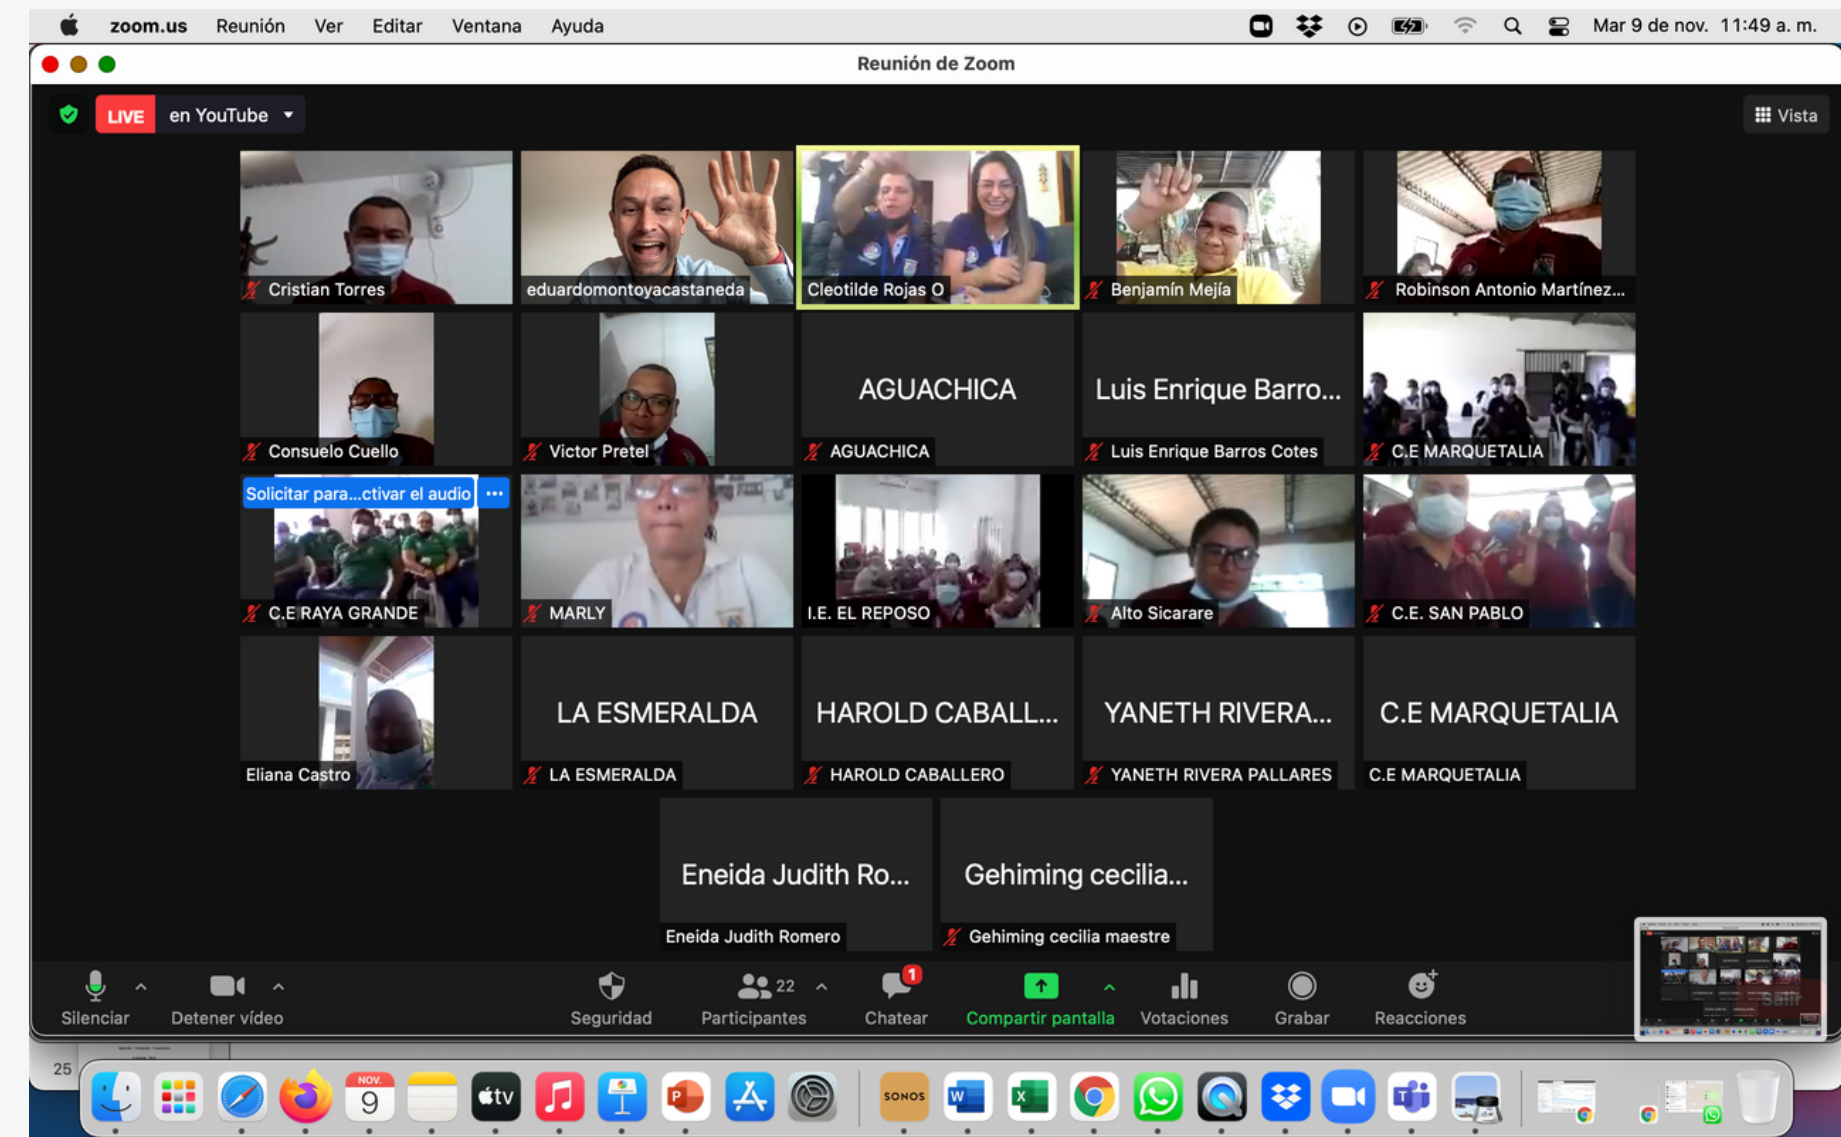 zoom.us Reunión Ver Editar Ventana Ayuda Mar 9 de nov. 11:49 a. m.
Reunión de Zoom
LIVE en YouTube Vista
Cristian Torres
eduardomontoyacastaneda
Cleotilde Rojas O
Benjamín Mejía
Robinson Antonio Martínez...
Consuelo Cuello
Victor Pretel
AGUACHICA
AGUACHICA
Luis Enrique Barro...
Luis Enrique Barros Cotes
C.E MARQUETALIA
Solicitar para...ctivar el audio ...
C.E RAYA GRANDE
MARLY
I.E. EL REPOSO
Alto Sicarare
C.E. SAN PABLO
Eliana Castro
LA ESMERALDA
LA ESMERALDA
HAROLD CABALL...
HAROLD CABALLERO
YANETH RIVERA...
YANETH RIVERA PALLARES
C.E MARQUETALIA
C.E MARQUETALIA
Eneida Judith Ro...
Eneida Judith Romero
Gehiming cecilia...
Gehiming cecilia maestre
1
22
Silenciar Detener vídeo Seguridad Participantes Chatear Compartir pantalla Votaciones Grabar Reacciones
Salir
25
NOV.
9
tv
P
SONOS
W
X